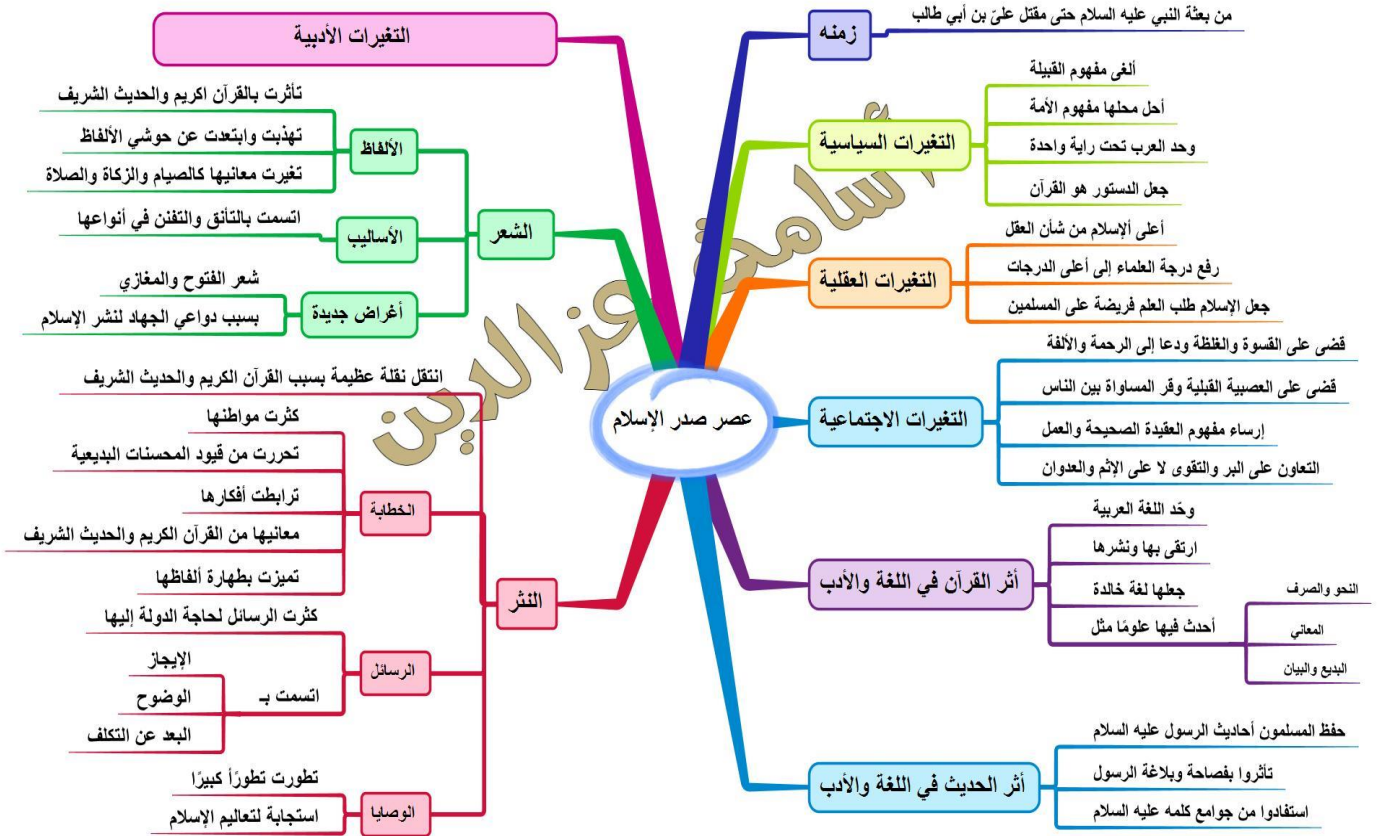 عصر صدر الإسلام
زمنه
من بعثة النبي عليه السلام حتى مقتل عليّ بن أبي طالب
التغيرات السياسية
ألغى مفهوم القبيلة
أحل محلها مفهوم الأمة
وحد العرب تحت راية واحدة
جعل الدستور هو القرآن
التغيرات العقلية
أعلى ألإسلام من شأن العقل
رفع درجة العلماء إلى أعلى الدرجات
جعل الإسلام طلب العلم فريضة على المسلمين
التغيرات الاجتماعية
قضى على القسوة والغلظة ودعا إلى الرحمة والألفة
قضى على العصبية القبلية وقر المساواة بين الناس
إرساء مفهوم العقيدة الصحيحة والعمل
التعاون على البر والتقوى لا على الإثم والعدوان
أثر القرآن في اللغة والأدب
وحّد اللغة العربية
ارتقى بها ونشرها
جعلها لغة خالدة
أحدث فيها علومًا مثل
النحو والصرف
المعاني
البديع والبيان
أثر الحديث في اللغة والأدب
حفظ المسلمون أحاديث الرسول عليه السلام
تأثروا بفصاحة وبلاغة الرسول
استفادوا من جوامع كلمه عليه السلام
التغيرات الأدبية
الشعر
الألفاظ
تأثرت بالقرآن اكريم والحديث الشريف
تهذبت وابتعدت عن حوشي الألفاظ
تغيرت معانيها كالصيام والزكاة والصلاة
الأساليب
اتسمت بالتأنق والتفنن في أنواعها
أغراض جديدة
شعر الفتوح والمغازي
بسبب دواعي الجهاد لنشر الإسلام
النثر
انتقل نقلة عظيمة بسبب القرآن الكريم والحديث الشريف
الخطابة
كثرت مواطنها
تحررت من قيود المحسنات البديعية
ترابطت أفكارها
معانيها من القرآن الكريم والحديث الشريف
تميزت بطهارة ألفاظها
الرسائل
كثرت الرسائل لحاجة الدولة إليها
اتسمت بـ
الإيجاز
الوضوح
البعد عن التكلف
الوصايا
تطورت تطورًأ كبيرًا
استجابة لتعاليم الإسلام
أسامة عز الدين